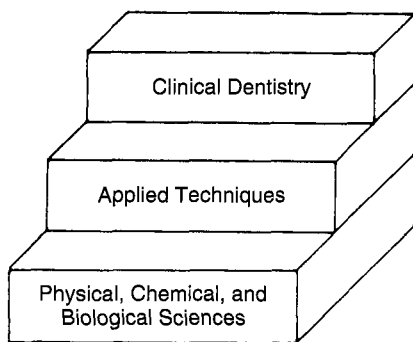 Clinical Dentistry
Applied Techniques
Physical, Chemical, and
Biological Sciences